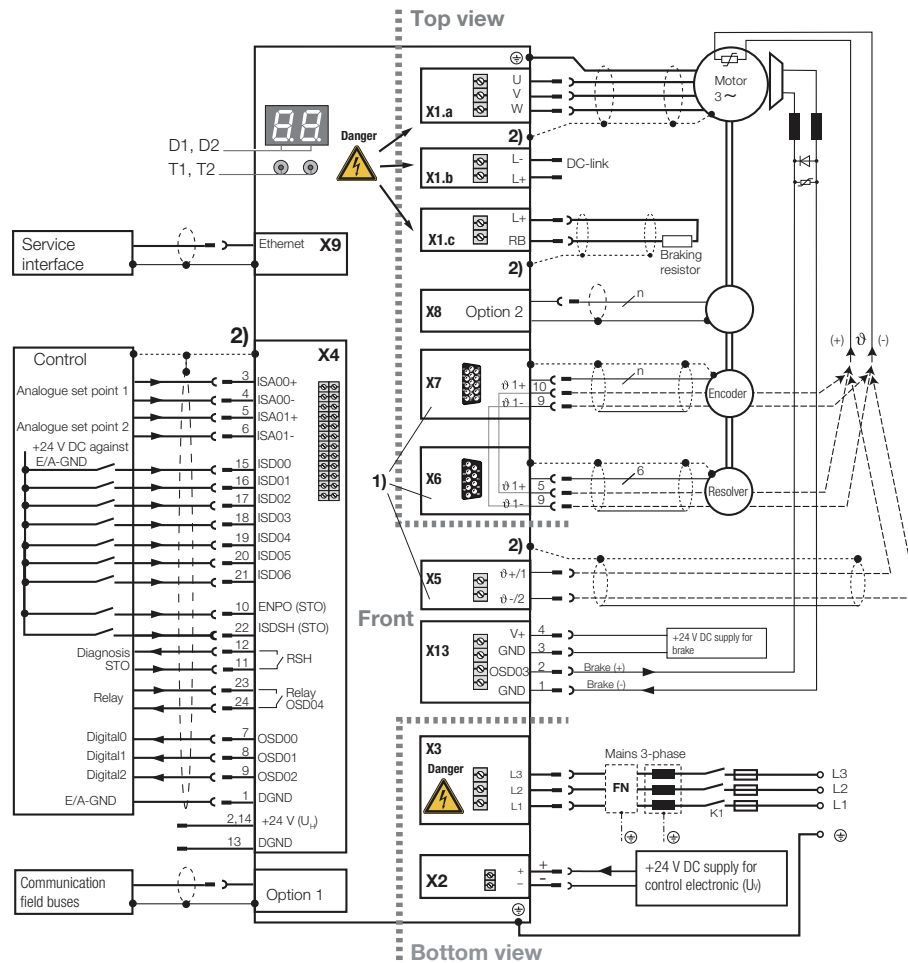 Top view
X1.a
U
V
W
Motor
3~
2)
8.8.
D1, D2
T1, T2
Danger
X1.b
L-
L+
DC-link
X1.c
L+
RB
Braking
resistor
2)
Service
interface
Ethernet
X9
X8
Option 2
n
(+) ϑ (-)
2)
Control
X4
Analogue set point 1
3 ISA00+
4 ISA00-
Analogue set point 2
5 ISA01+
6 ISA01-
+24 V DC against
E/A-GND
15 ISD00
16 ISD01
17 ISD02
18 ISD03
19 ISD04
20 ISD05
21 ISD06
10 ENPO (STO)
22 ISDSH (STO)
Diagnosis
STO
12
11
RSH
Relay
23
24
Relay
OSD04
Digital0
7 OSD00
Digital1
8 OSD01
Digital2
9 OSD02
E/A-GND
1 DGND
2,14 +24 V (UH)
13 DGND
Communication
field buses
Option 1
X7
ϑ 1+ 10
ϑ 1- 9
n
Encoder
1)
X6
ϑ 1+ 5
ϑ 1- 9
6
Resolver
2)
X5
ϑ+/1
ϑ-/2
Front
X13
V+ 4
GND 3
OSD03 2
GND 1
+24 V DC supply for
brake
Brake (+)
Brake (-)
X3
Danger
L3
L2
L1
Mains 3-phase
FN
K1
L3
L2
L1
X2
+
-
+
-
+24 V DC supply for
control electronic (UV)
Bottom view